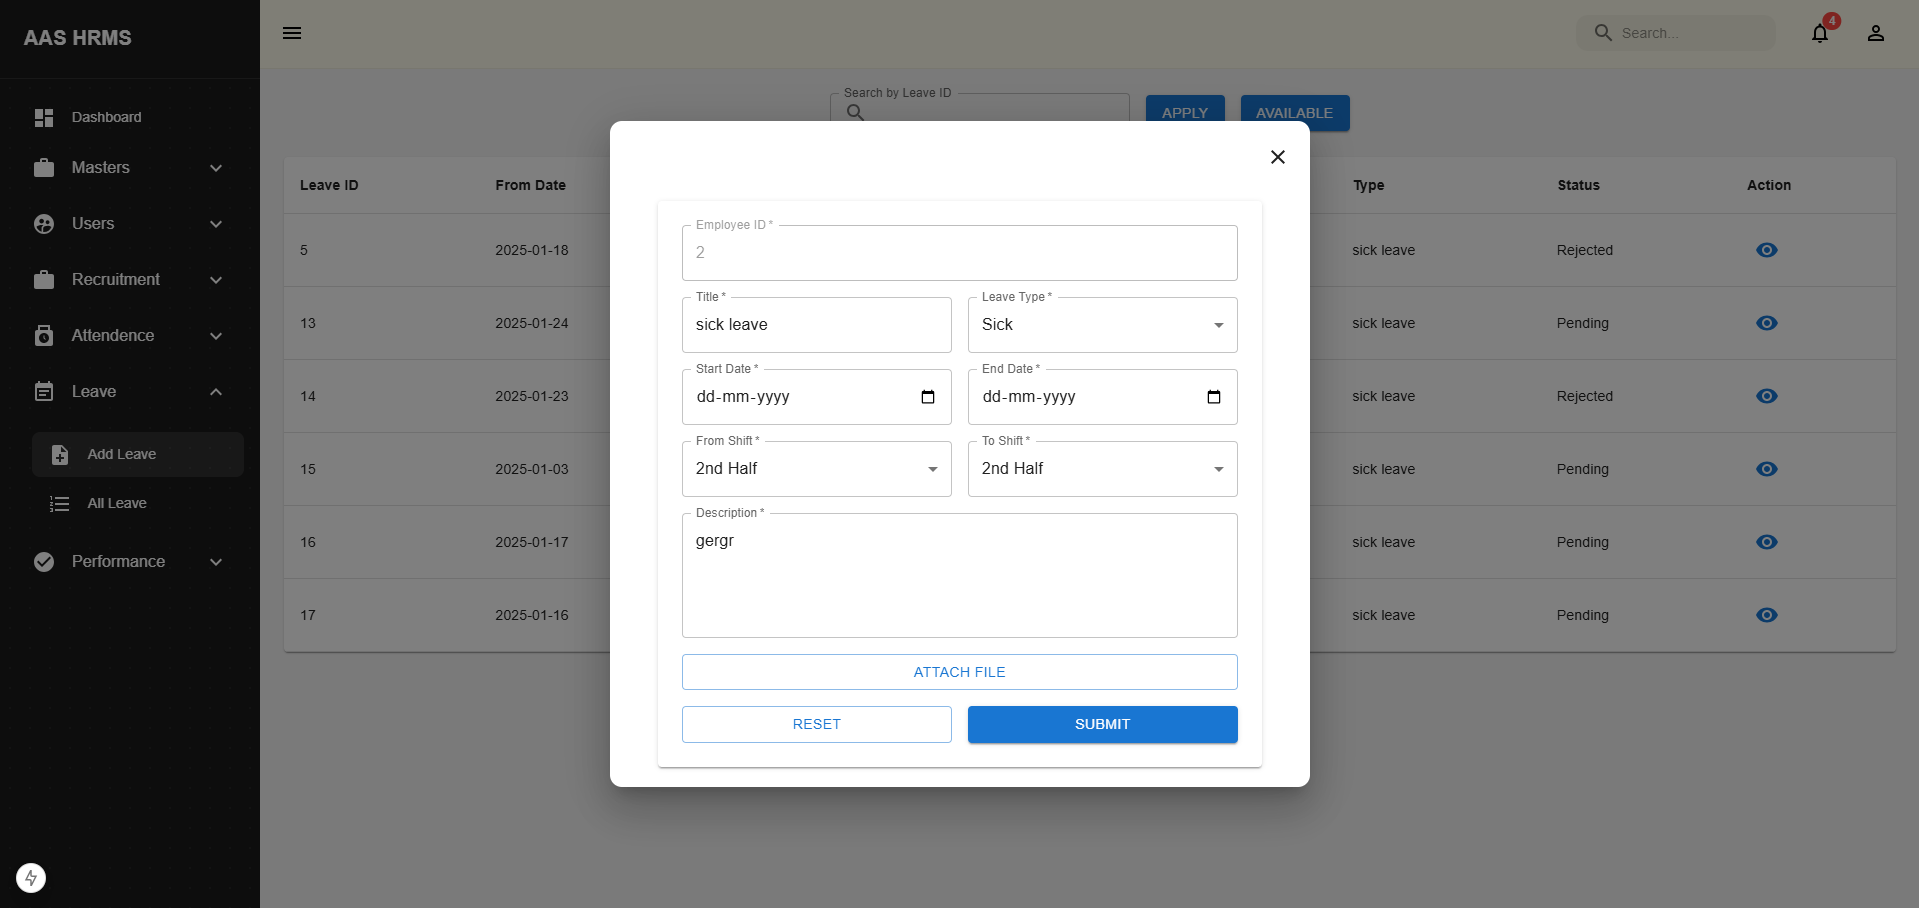 AAS HRMS
Search...
4
Dashboard
Masters
Users
Recruitment
Attendence
Leave
Add Leave
All Leave
Performance
Search by Leave ID
APPLY
AVAILABLE
Leave ID From Date Type Status Action
5 2025-01-18 sick leave Rejected
13 2025-01-24 sick leave Pending
14 2025-01-23 sick leave Rejected
15 2025-01-03 sick leave Pending
16 2025-01-17 sick leave Pending
17 2025-01-16 sick leave Pending
Employee ID *
2
Title *
sick leave
Leave Type *
Sick
Start Date *
dd-mm-yyyy
End Date *
dd-mm-yyyy
From Shift *
2nd Half
To Shift *
2nd Half
Description *
gergr
ATTACH FILE
RESET
SUBMIT